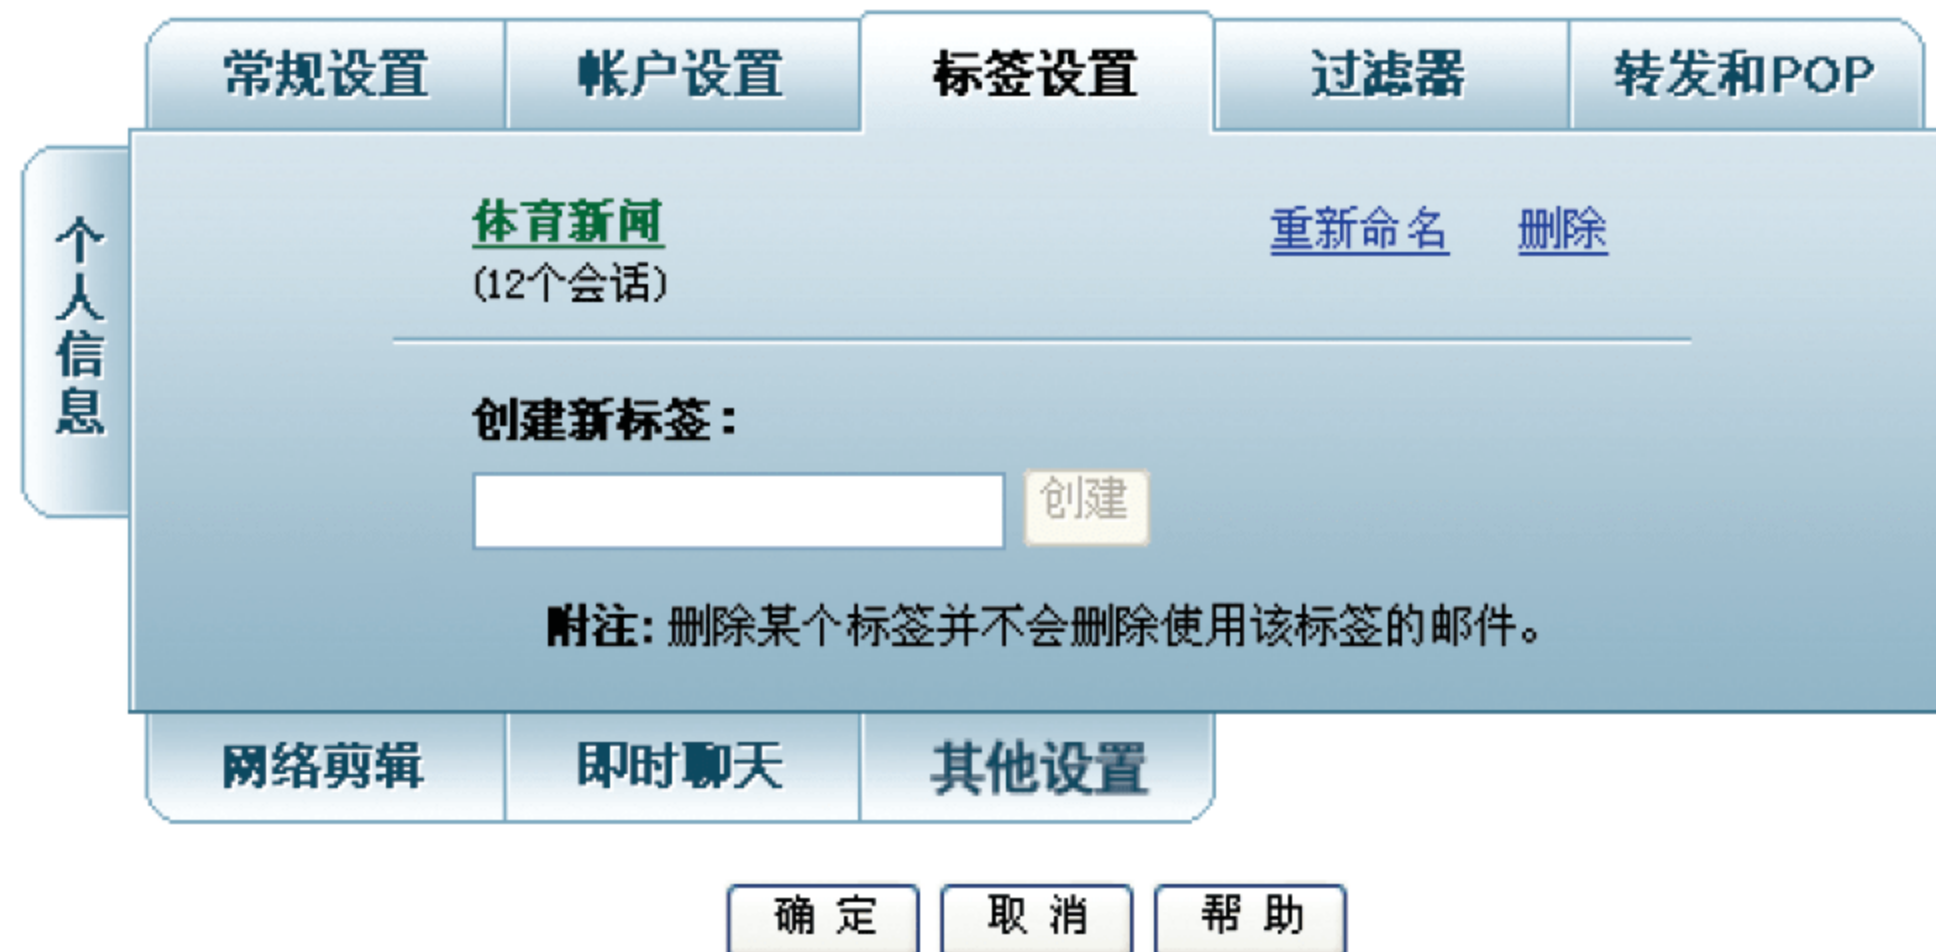 常规设置
帐户设置
标签设置
过滤器
转发和POP
个人信息
体育新闻
重新命名
删除
(12个会话)
创建新标签：
创建
附注: 删除某个标签并不会删除使用该标签的邮件。
网络剪辑
即时聊天
其他设置
确 定
取 消
帮 助